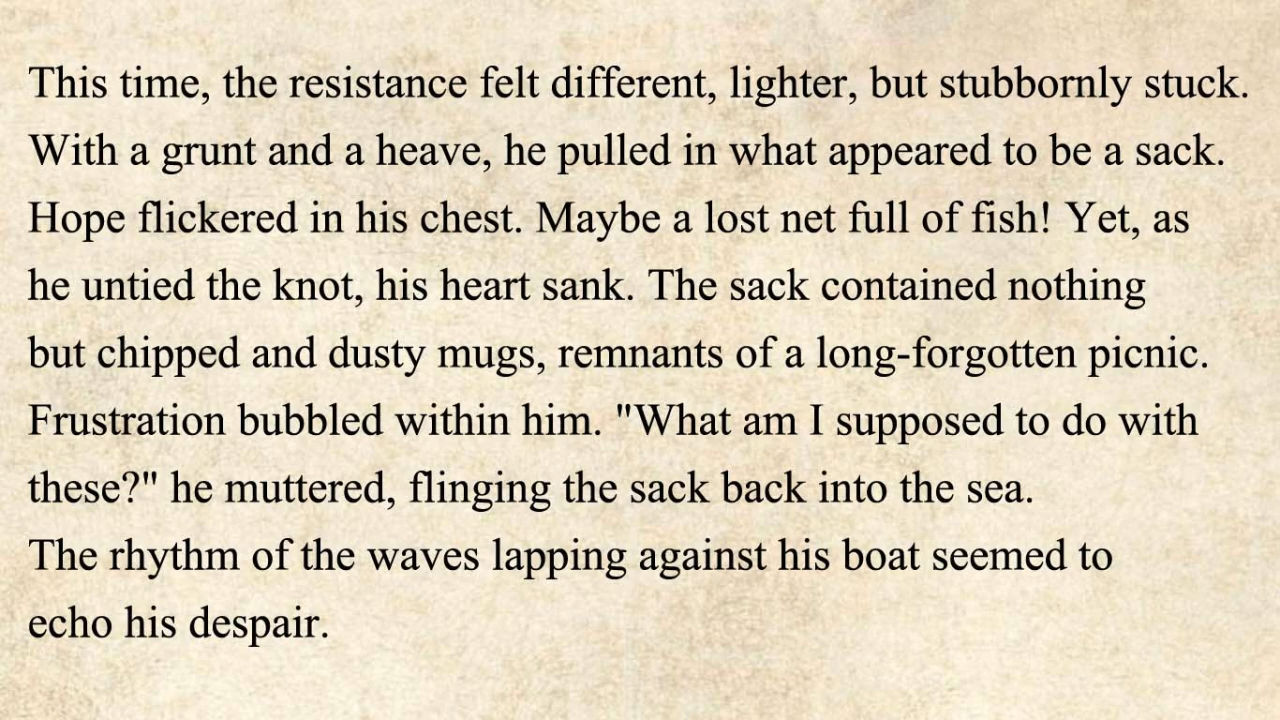 This time, the resistance felt different, lighter, but stubbornly stuck.
With a grunt and a heave, he pulled in what appeared to be a sack.
Hope flickered in his chest. Maybe a lost net full of fish! Yet, as
he untied the knot, his heart sank. The sack contained nothing
but chipped and dusty mugs, remnants of a long-forgotten picnic.
Frustration bubbled within him. "What am I supposed to do with
these?" he muttered, flinging the sack back into the sea.
The rhythm of the waves lapping against his boat seemed to
echo his despair.